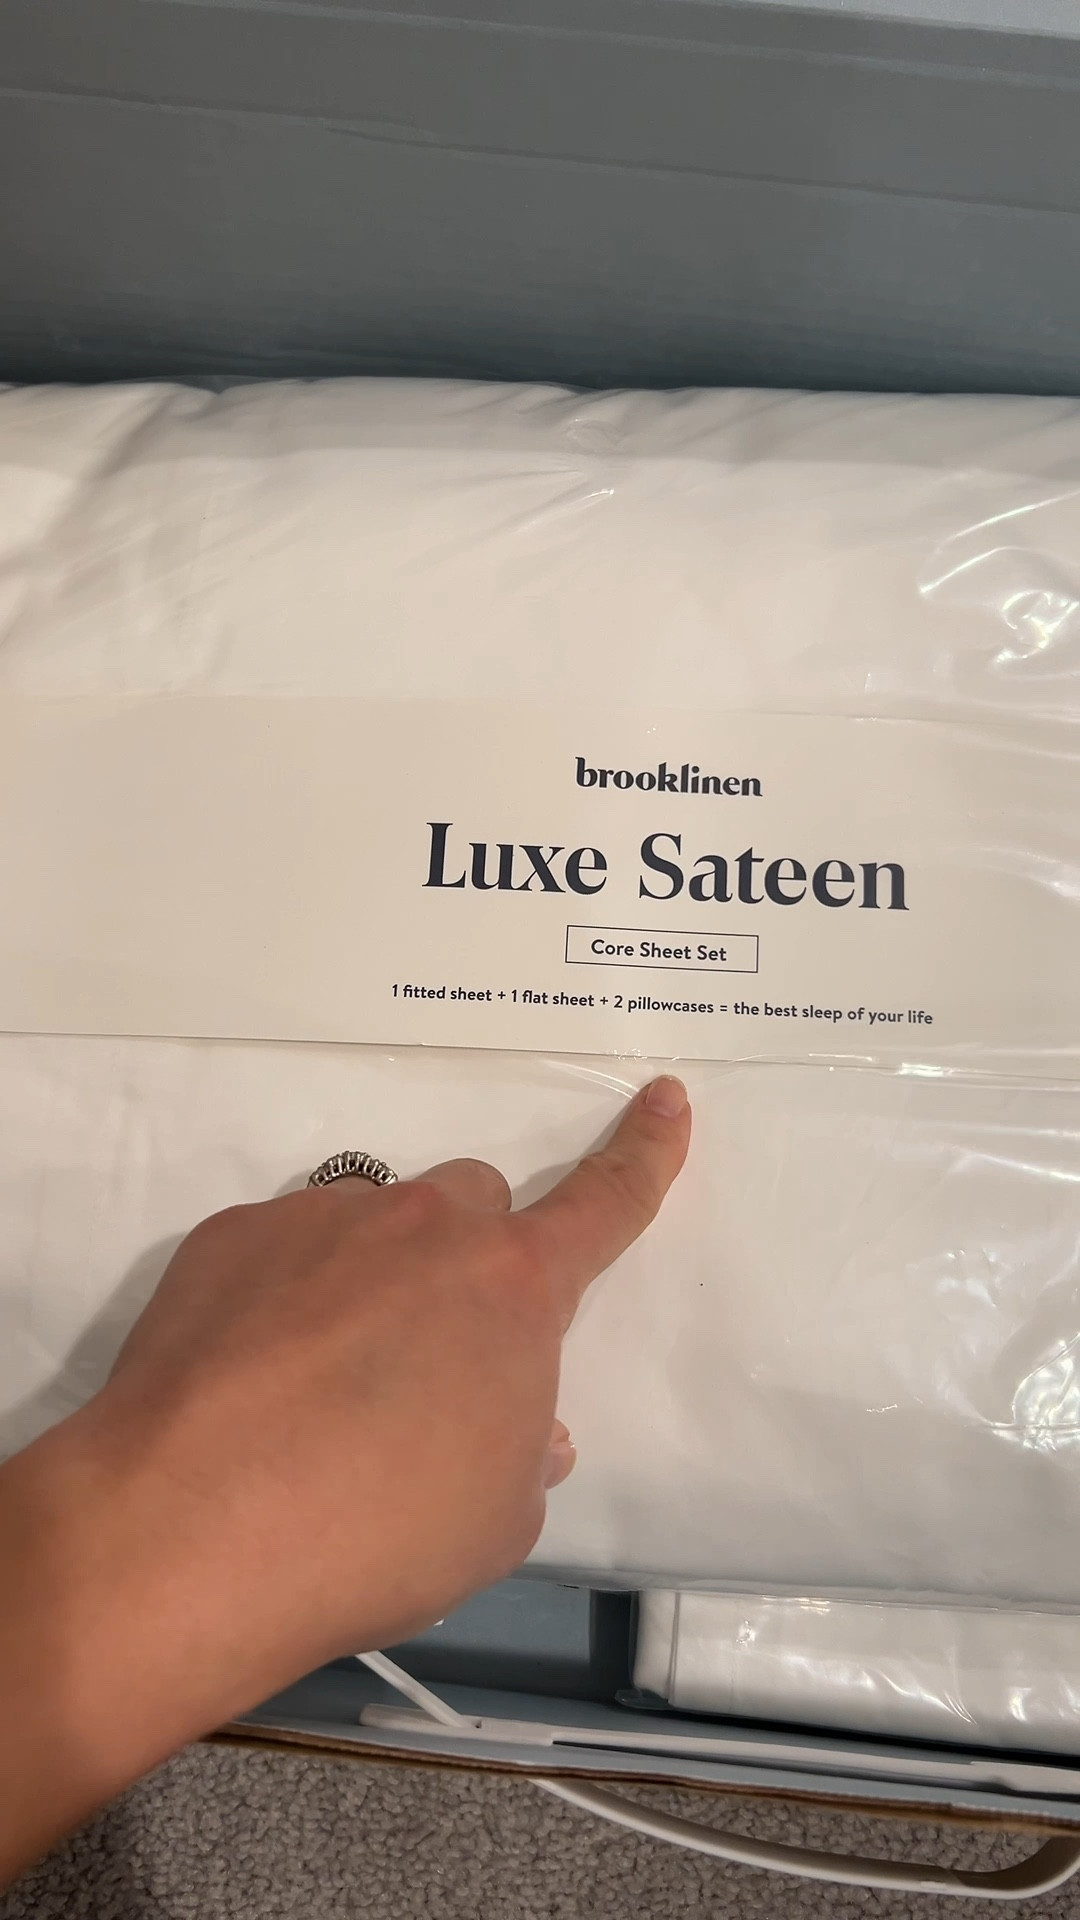 brooklinen
Luxe Sateen
Core Sheet Set
1 fitted sheet + 1 flat sheet + 2 pillowcases = the best sleep of your life